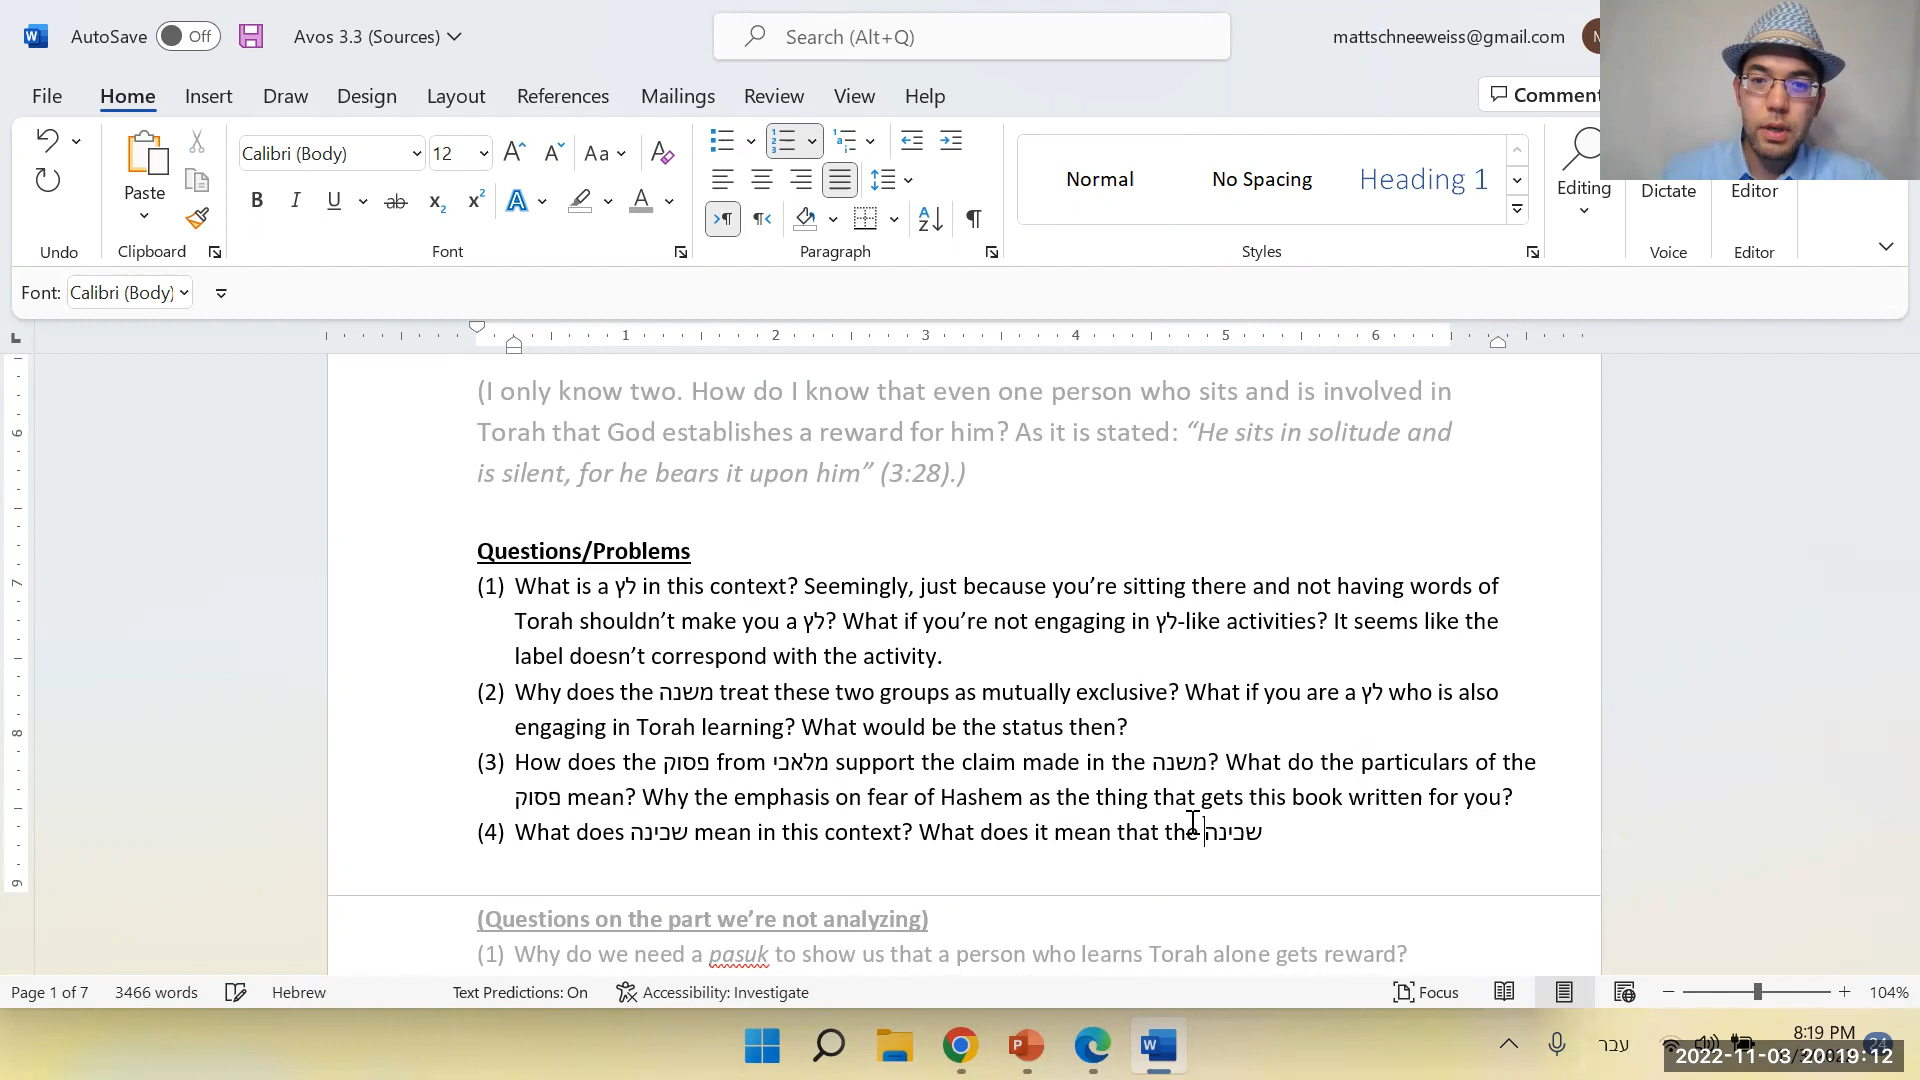 AutoSave Off Avos 3.3 (Sources) Search (Alt+Q) mattschneeweiss@gmail.com
File Home Insert Draw Design Layout References Mailings Review View Help Comment
Calibri (Body) 12 Aa
Paste B I U ab x2 x2 A A Normal No Spacing Heading 1 Editing Dictate Editor
Undo Clipboard Font Paragraph Styles Voice Editor
Font: Calibri (Body)
1 2 3 4 5 6
(I only know two. How do I know that even one person who sits and is involved in
Torah that God establishes a reward for him? As it is stated: “He sits in solitude and
is silent, for he bears it upon him” (3:28).)
Questions/Problems
(1) What is a לץ in this context? Seemingly, just because you’re sitting there and not having words of
Torah shouldn’t make you a לץ? What if you’re not engaging in לץ-like activities? It seems like the
label doesn’t correspond with the activity.
(2) Why does the משנה treat these two groups as mutually exclusive? What if you are a לץ who is also
engaging in Torah learning? What would be the status then?
(3) How does the פסוק from מלאכי support the claim made in the משנה? What do the particulars of the
פסוק mean? Why the emphasis on fear of Hashem as the thing that gets this book written for you?
(4) What does שכינה mean in this context? What does it mean that the שכינה
(Questions on the part we’re not analyzing)
(1) Why do we need a pasuk to show us that a person who learns Torah alone gets reward?
Page 1 of 7 3466 words Hebrew Text Predictions: On Accessibility: Investigate Focus 104%
עבר 8:19 PM
2022-11-03 20:19:12